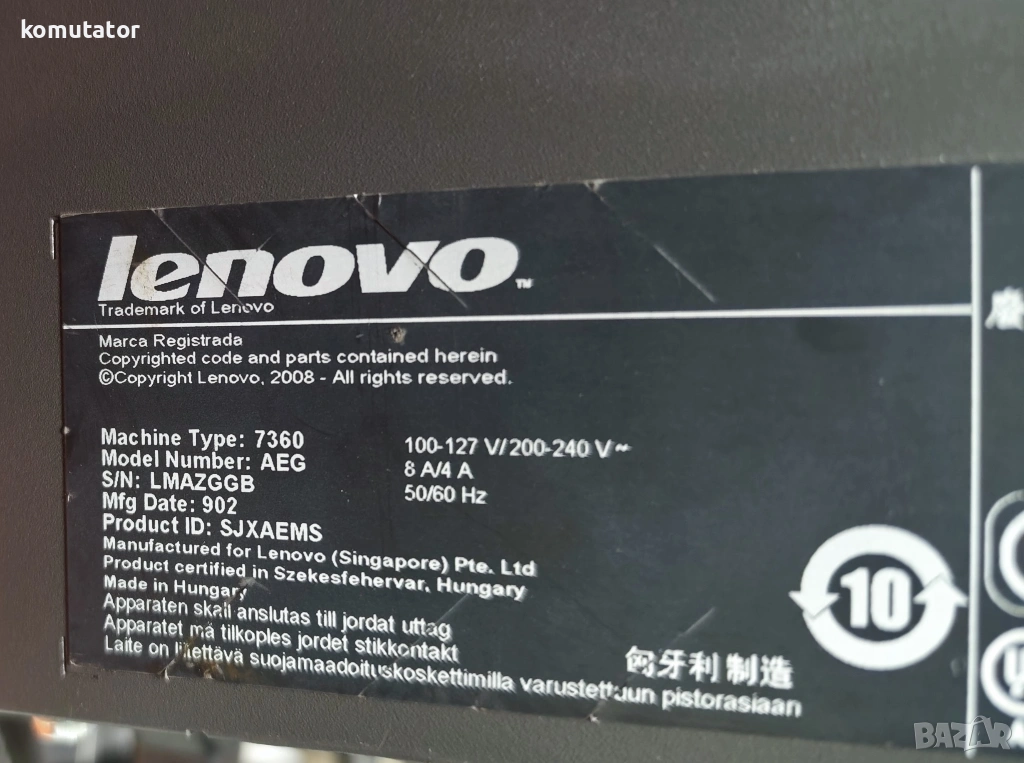 komutator
lenovo™
Trademark of Lenovo
Marca Registrada
Copyrighted code and parts contained herein
©Copyright Lenovo, 2008 - All rights reserved.
Machine Type: 7360
Model Number: AEG
S/N: LMAZGGB
Mfg Date: 902
Product ID: SJXAEMS
100-127 V/200-240 V~
8 A/4 A
50/60 Hz
Manufactured for Lenovo (Singapore) Pte. Ltd
Product certified in Szekesfehervar, Hungary
Made in Hungary
Apparaten skall anslutas till jordat uttag
Apparatet må tilkoples jordet stikkontakt
Laite on liitettävä suojamaadoituskoskettimilla varustettuun pistorasiaan
匈牙利制造
10
BAZAR